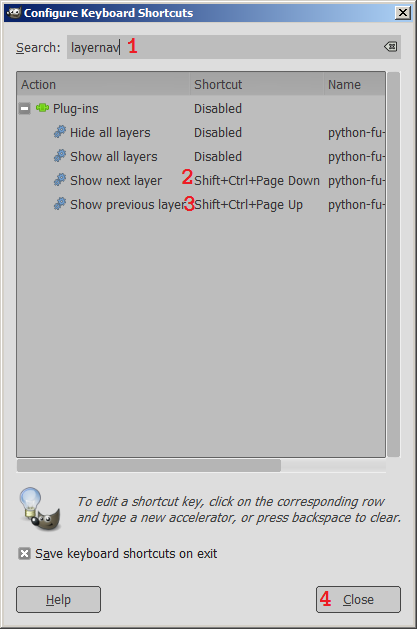 Configure Keyboard Shortcuts
Search: layernav 1
Action Shortcut Name
Plug-ins Disabled
Hide all layers Disabled python-fu-
Show all layers Disabled python-fu-
Show next layer 2 Shift+Ctrl+Page Down python-fu-
Show previous layer 3 Shift+Ctrl+Page Up python-fu-
To edit a shortcut key, click on the corresponding row
and type a new accelerator, or press backspace to clear.
Save keyboard shortcuts on exit
Help 4 Close